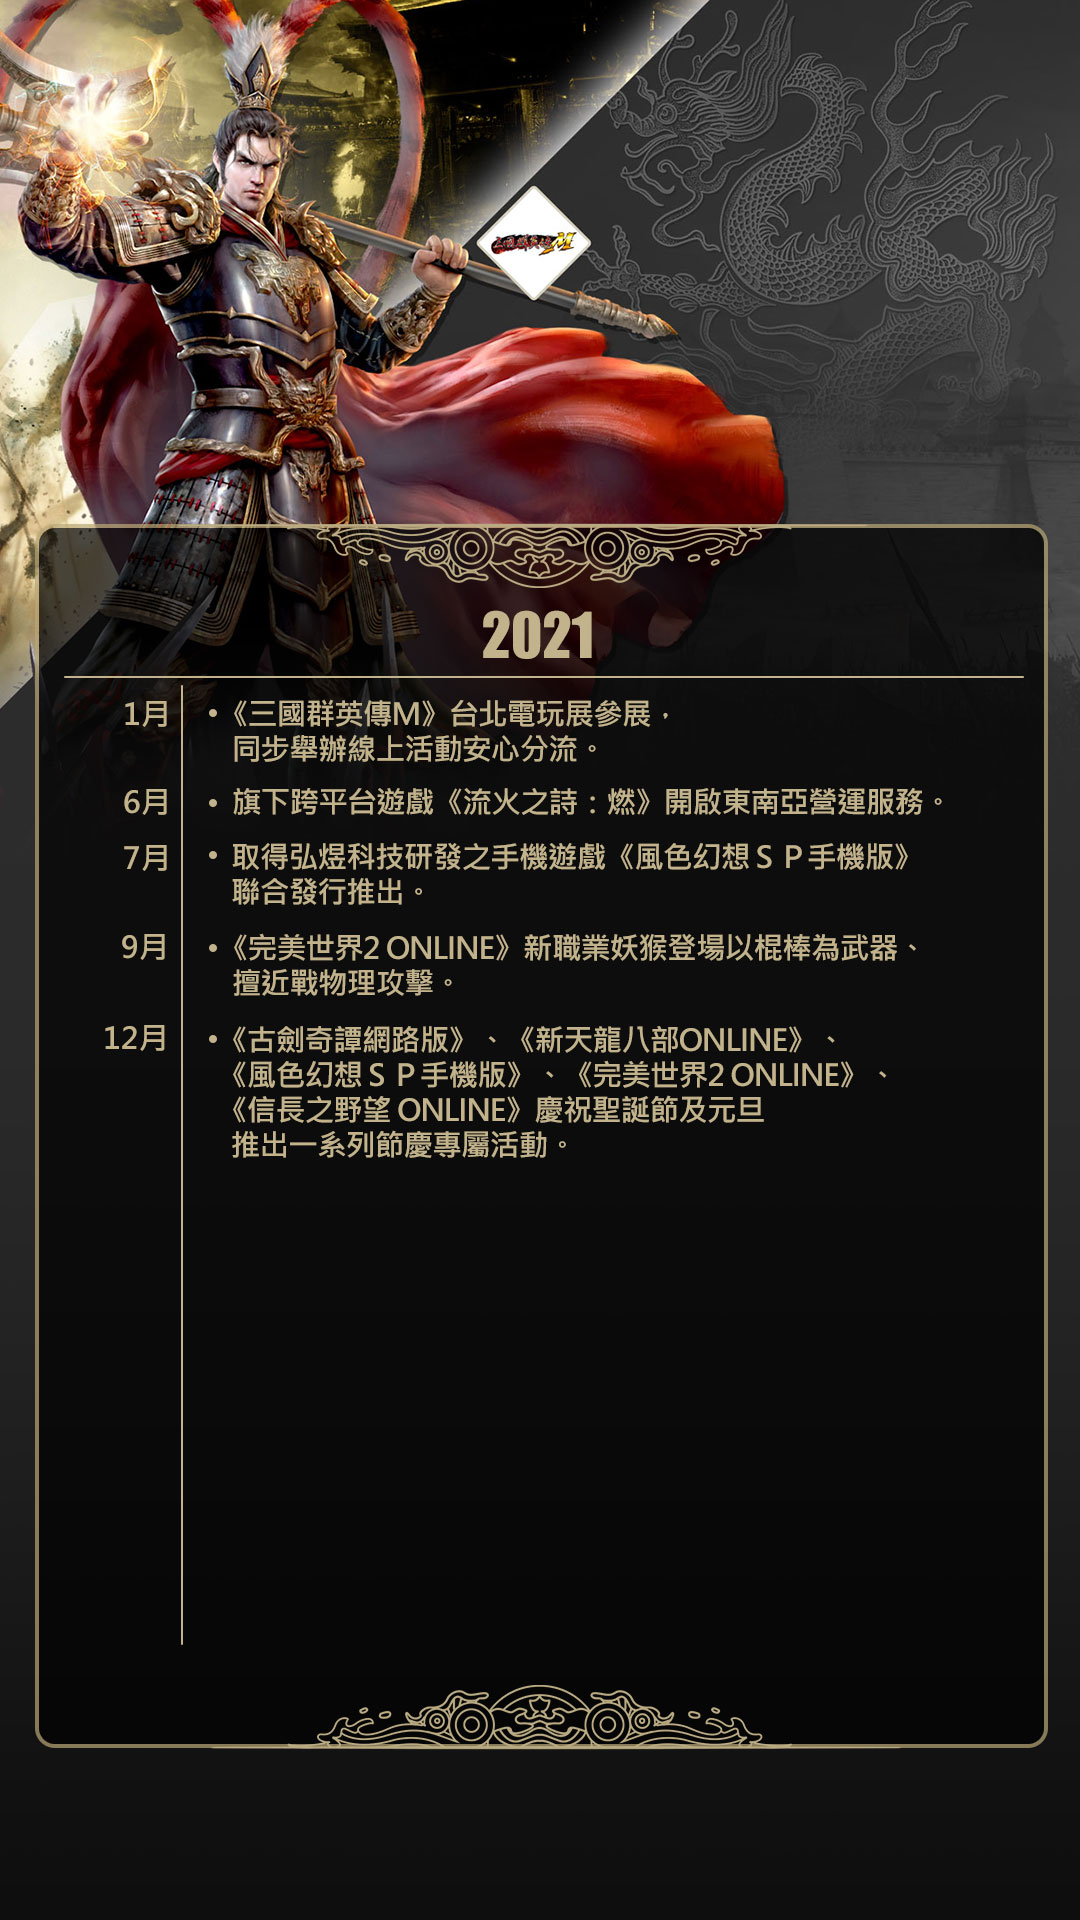 三國群英傳M
2021
1月
•《三國群英傳M》台北電玩展參展，
同步舉辦線上活動安心分流。
6月
• 旗下跨平台遊戲《流火之詩：燃》開啟東南亞營運服務。
7月
• 取得弘煜科技研發之手機遊戲《風色幻想ＳＰ手機版》
聯合發行推出。
9月
•《完美世界2 ONLINE》新職業妖猴登場以棍棒為武器、
擅近戰物理攻擊。
12月
•《古劍奇譚網路版》、《新天龍八部ONLINE》、
《風色幻想ＳＰ手機版》、《完美世界2 ONLINE》、
《信長之野望 ONLINE》慶祝聖誕節及元旦
推出一系列節慶專屬活動。